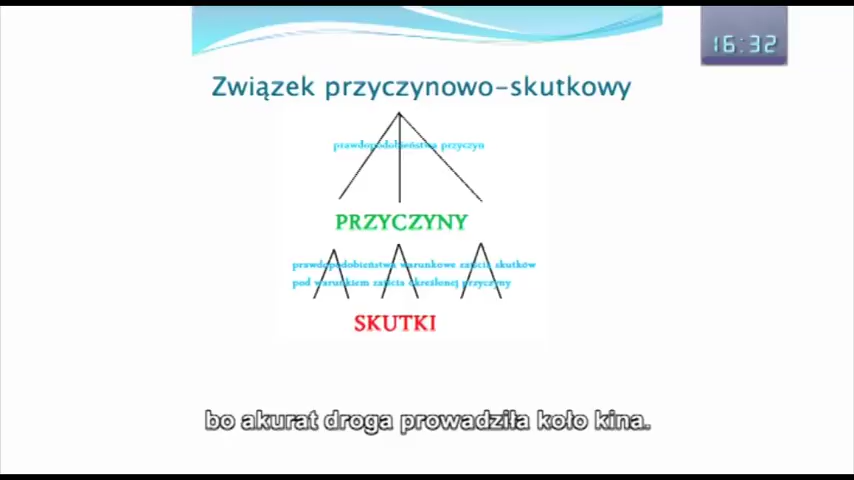 16:32
Związek przyczynowo-skutkowy
prawdopodobieństwa przyczyn
PRZYCZYNY
prawdopodobieństwa warunkowe zajścia skutków
pod warunkiem zajścia określonej przyczyny
SKUTKI
bo akurat droga prowadziła koło kina.